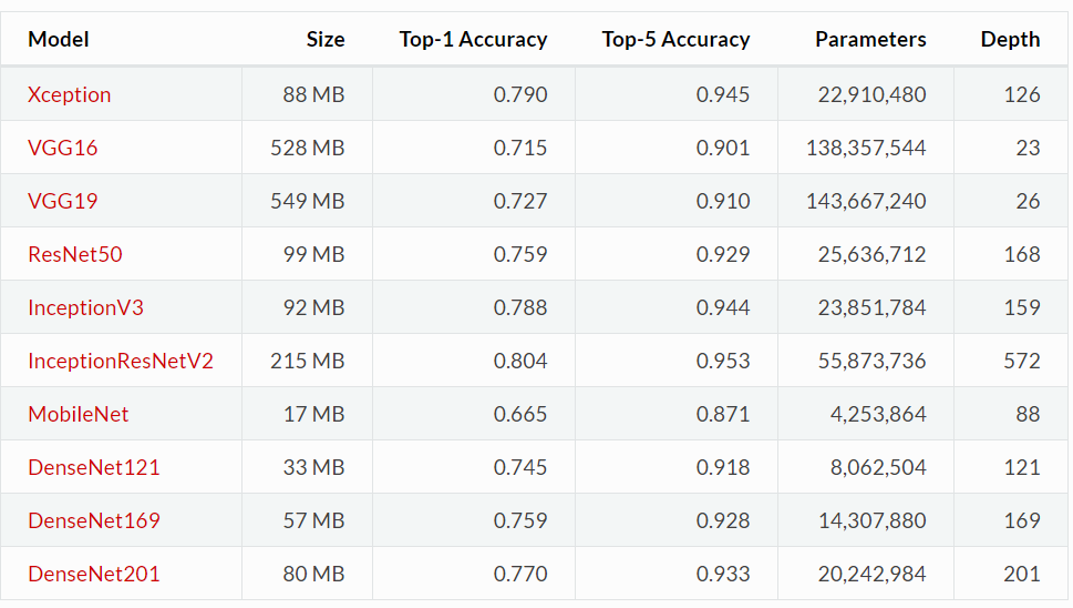 Model Size Top-1 Accuracy Top-5 Accuracy Parameters Depth
Xception 88 MB 0.790 0.945 22,910,480 126
VGG16 528 MB 0.715 0.901 138,357,544 23
VGG19 549 MB 0.727 0.910 143,667,240 26
ResNet50 99 MB 0.759 0.929 25,636,712 168
InceptionV3 92 MB 0.788 0.944 23,851,784 159
InceptionResNetV2 215 MB 0.804 0.953 55,873,736 572
MobileNet 17 MB 0.665 0.871 4,253,864 88
DenseNet121 33 MB 0.745 0.918 8,062,504 121
DenseNet169 57 MB 0.759 0.928 14,307,880 169
DenseNet201 80 MB 0.770 0.933 20,242,984 201